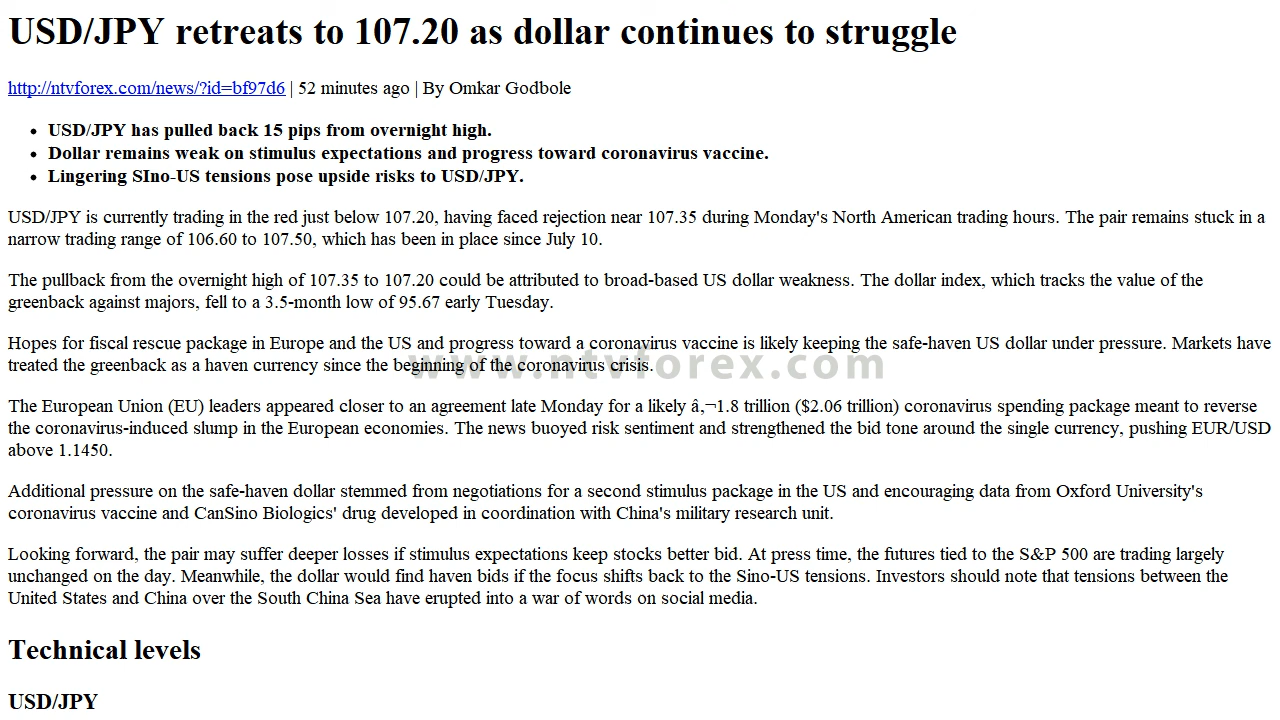 USD/JPY retreats to 107.20 as dollar continues to struggle
http://ntvforex.com/news/?id=bf97d6 | 52 minutes ago | By Omkar Godbole
• USD/JPY has pulled back 15 pips from overnight high.
• Dollar remains weak on stimulus expectations and progress toward coronavirus vaccine.
• Lingering SIno-US tensions pose upside risks to USD/JPY.
USD/JPY is currently trading in the red just below 107.20, having faced rejection near 107.35 during Monday's North American trading hours. The pair remains stuck in a
narrow trading range of 106.60 to 107.50, which has been in place since July 10.
The pullback from the overnight high of 107.35 to 107.20 could be attributed to broad-based US dollar weakness. The dollar index, which tracks the value of the
greenback against majors, fell to a 3.5-month low of 95.67 early Tuesday.
Hopes for fiscal rescue package in Europe and the US and progress toward a coronavirus vaccine is likely keeping the safe-haven US dollar under pressure. Markets have
treated the greenback as a haven currency since the beginning of the coronavirus crisis.
www.ntvforex.com
The European Union (EU) leaders appeared closer to an agreement late Monday for a likely â‚¬1.8 trillion ($2.06 trillion) coronavirus spending package meant to reverse
the coronavirus-induced slump in the European economies. The news buoyed risk sentiment and strengthened the bid tone around the single currency, pushing EUR/USD
above 1.1450.
Additional pressure on the safe-haven dollar stemmed from negotiations for a second stimulus package in the US and encouraging data from Oxford University's
coronavirus vaccine and CanSino Biologics' drug developed in coordination with China's military research unit.
Looking forward, the pair may suffer deeper losses if stimulus expectations keep stocks better bid. At press time, the futures tied to the S&P 500 are trading largely
unchanged on the day. Meanwhile, the dollar would find haven bids if the focus shifts back to the Sino-US tensions. Investors should note that tensions between the
United States and China over the South China Sea have erupted into a war of words on social media.
Technical levels
USD/JPY